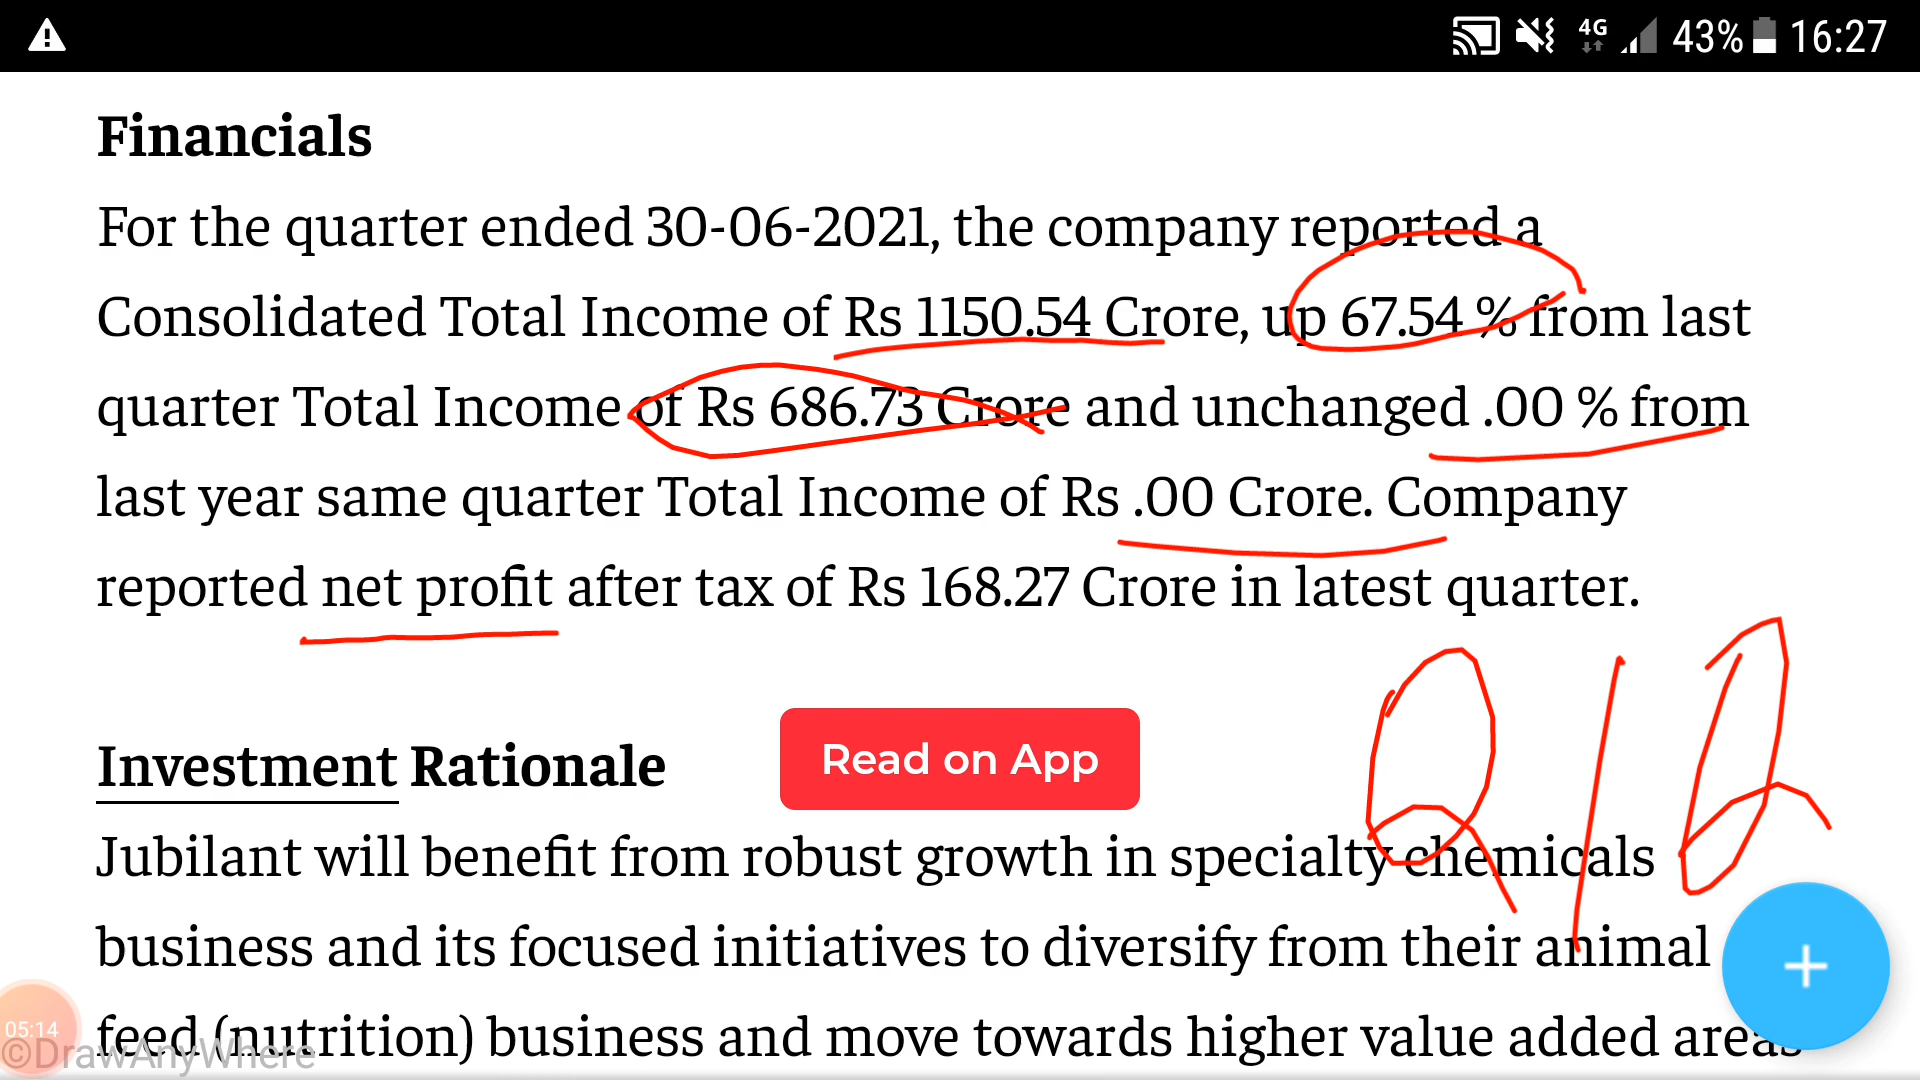 4G 43% 16:27
Financials
For the quarter ended 30-06-2021, the company reported a
Consolidated Total Income of Rs 1150.54 Crore, up 67.54 % from last
quarter Total Income of Rs 686.73 Crore and unchanged .00 % from
last year same quarter Total Income of Rs .00 Crore. Company
reported net profit after tax of Rs 168.27 Crore in latest quarter.
Investment Rationale
Read on App
Jubilant will benefit from robust growth in specialty chemicals
business and its focused initiatives to diversify from their animal
feed (nutrition) business and move towards higher value added areas
05:14
©DrawAnyWhere